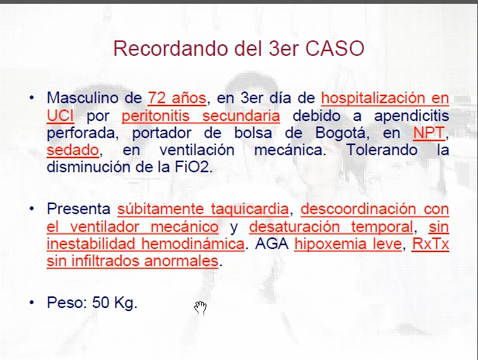 Recordando del 3er CASO
• Masculino de 72 años, en 3er día de hospitalización en
UCI por peritonitis secundaria debido a apendicitis
perforada, portador de bolsa de Bogotá, en NPT,
sedado, en ventilación mecánica. Tolerando la
disminución de la FiO2.
• Presenta súbitamente taquicardia, descoordinación con
el ventilador mecánico y desaturación temporal, sin
inestabilidad hemodinámica. AGA hipoxemia leve, RxTx
sin infiltrados anormales.
• Peso: 50 Kg.